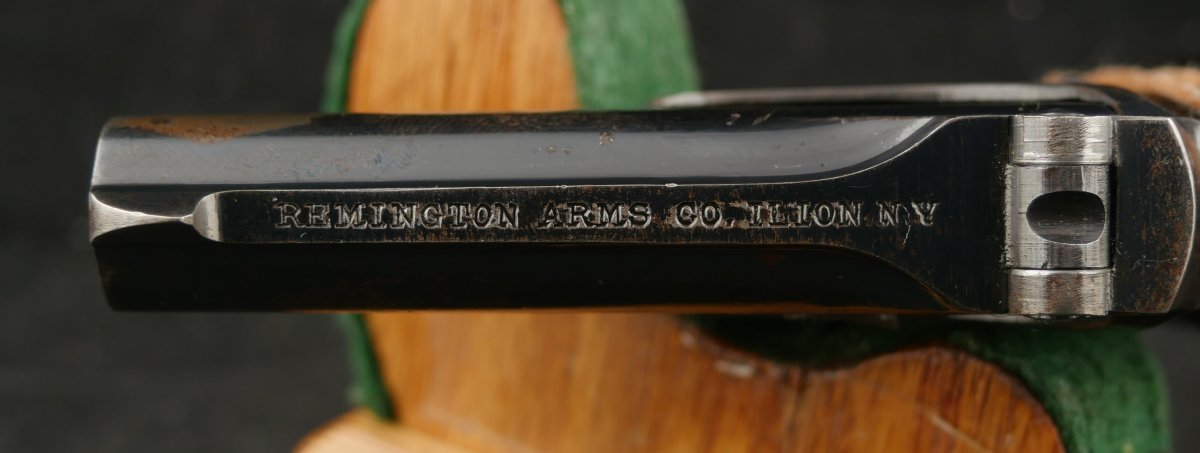 REMINGTON ARMS CO. ILION N.Y